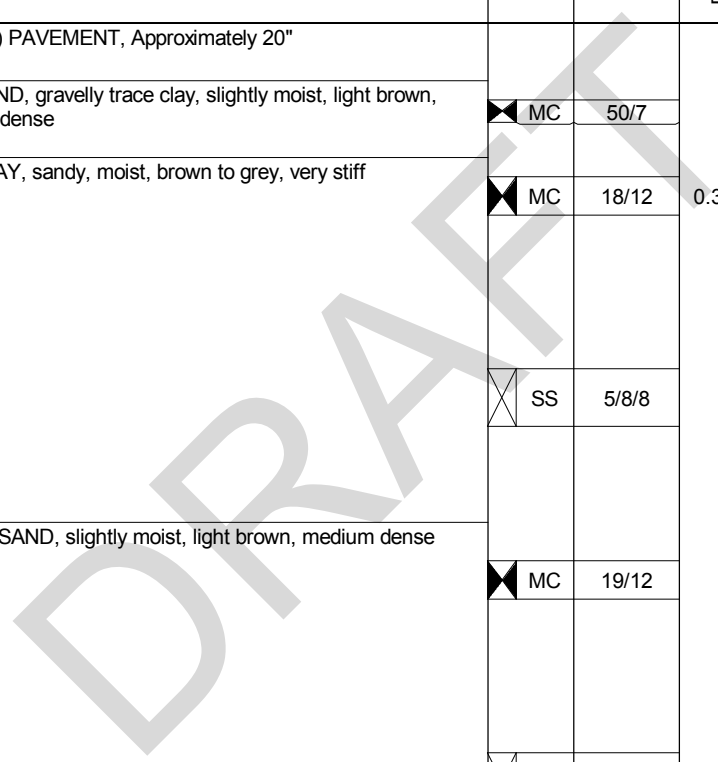 ) PAVEMENT, Approximately 20"
ND, gravelly trace clay, slightly moist, light brown,
dense
MC 50/7
AY, sandy, moist, brown to grey, very stiff
MC 18/12 0.3
SS 5/8/8
SAND, slightly moist, light brown, medium dense
MC 19/12
DRAFT